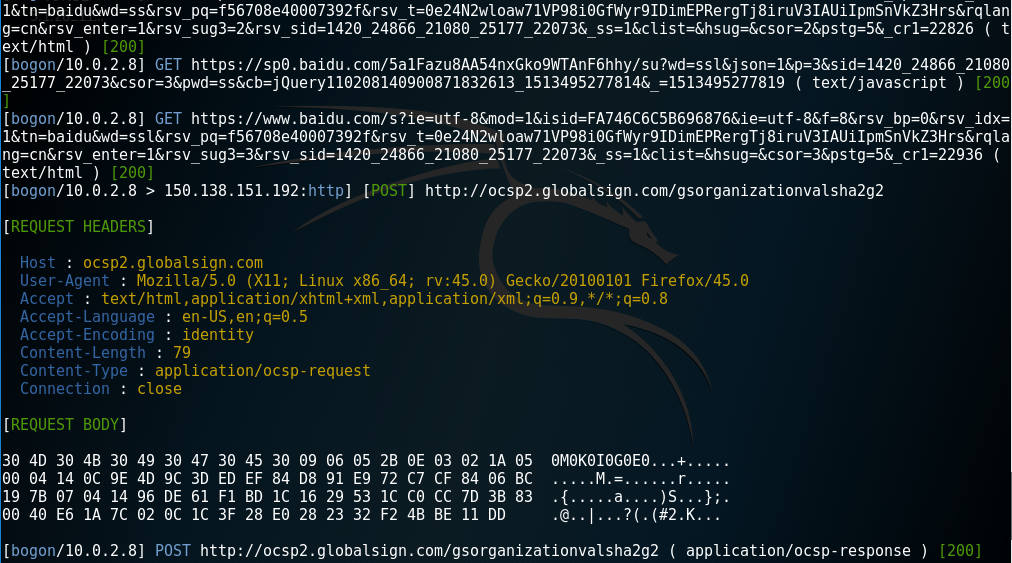 1&tn=baidu&wd=ss&rsv_pq=f56708e40007392f&rsv_t=0e24N2wloaw71VP98i0GfWyr9IDimEPRergTj8iruV3IAUiIpmSnVkZ3Hrs&rqlan
g=cn&rsv_enter=1&rsv_sug3=2&rsv_sid=1420_24866_21080_25177_22073&_ss=1&clist=&hsug=&csor=2&pstg=5&_cr1=22826 ( t
ext/html ) [200]
[bogon/10.0.2.8] GET https://sp0.baidu.com/5a1Fazu8AA54nxGko9WTAnF6hhy/su?wd=ssl&json=1&p=3&sid=1420_24866_21080
_25177_22073&csor=3&pwd=ss&cb=jQuery110208140900871832613_1513495277814&_=1513495277819 ( text/javascript ) [200
]
[bogon/10.0.2.8] GET https://www.baidu.com/s?ie=utf-8&mod=1&isid=FA746C6C5B696876&ie=utf-8&f=8&rsv_bp=0&rsv_idx=
1&tn=baidu&wd=ssl&rsv_pq=f56708e40007392f&rsv_t=0e24N2wloaw71VP98i0GfWyr9IDimEPRergTj8iruV3IAUiIpmSnVkZ3Hrs&rqla
ng=cn&rsv_enter=1&rsv_sug3=3&rsv_sid=1420_24866_21080_25177_22073&_ss=1&clist=&hsug=&csor=3&pstg=5&_cr1=22936 (
text/html ) [200]
[bogon/10.0.2.8 > 150.138.151.192:http] [POST] http://ocsp2.globalsign.com/gsorganizationvalsha2g2
[REQUEST HEADERS]
Host : ocsp2.globalsign.com
User-Agent : Mozilla/5.0 (X11; Linux x86_64; rv:45.0) Gecko/20100101 Firefox/45.0
Accept : text/html,application/xhtml+xml,application/xml;q=0.9,*/*;q=0.8
Accept-Language : en-US,en;q=0.5
Accept-Encoding : identity
Content-Length : 79
Content-Type : application/ocsp-request
Connection : close
[REQUEST BODY]
30 4D 30 4B 30 49 30 47 30 45 30 09 06 05 2B 0E 03 02 1A 05  0M0K0I0G0E0...+.....
00 04 14 0C 9E 4D 9C 3D ED EF 84 D8 91 E9 72 C7 CF 84 06 BC  .....M.=......r.....
19 7B 07 04 14 96 DE 61 F1 BD 1C 16 29 53 1C C0 CC 7D 3B 83  .{.....a....)S...};.
00 40 E6 1A 7C 02 0C 1C 3F 28 E0 28 23 32 F2 4B BE 11 DD     .@..|...?(.(#2.K...
[bogon/10.0.2.8] POST http://ocsp2.globalsign.com/gsorganizationvalsha2g2 ( application/ocsp-response ) [200]